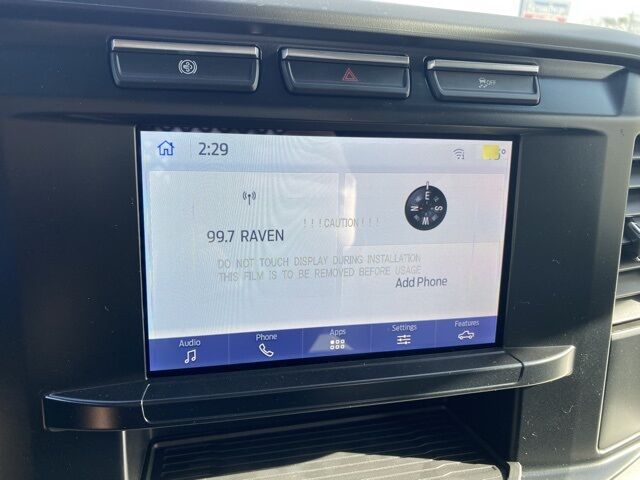 OFF
2:29
!!!CAUTION!!!
E
N S
W
99.7 RAVEN
DO NOT TOUCH DISPLAY DURING INSTALLATION
THIS FILM IS TO BE REMOVED BEFORE USAGE
Add Phone
Audio Phone Apps Settings Features